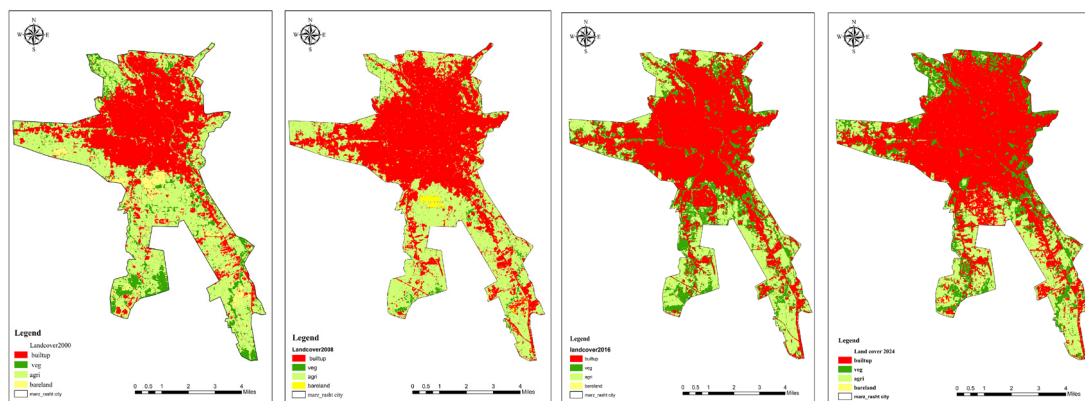 N
W E
S
Legend
Landcover2000
builtup
veg
agri
bareland
marz_rasht city
0 0.5 1 2 3 4
Miles
N
W E
S
Legend
Landcover2008
builtup
veg
agri
bareland
marz_rasht city
0 0.5 1 2 3 4
Miles
N
W E
S
Legend
landcover2016
builtup
veg
agri
bareland
marz_rasht city
0 0.5 1 2 3 4
Miles
N
W E
S
Legend
Land cover 2024
builtup
veg
agri
bareland
marz_rasht city
0 0.5 1 2 3 4
Miles